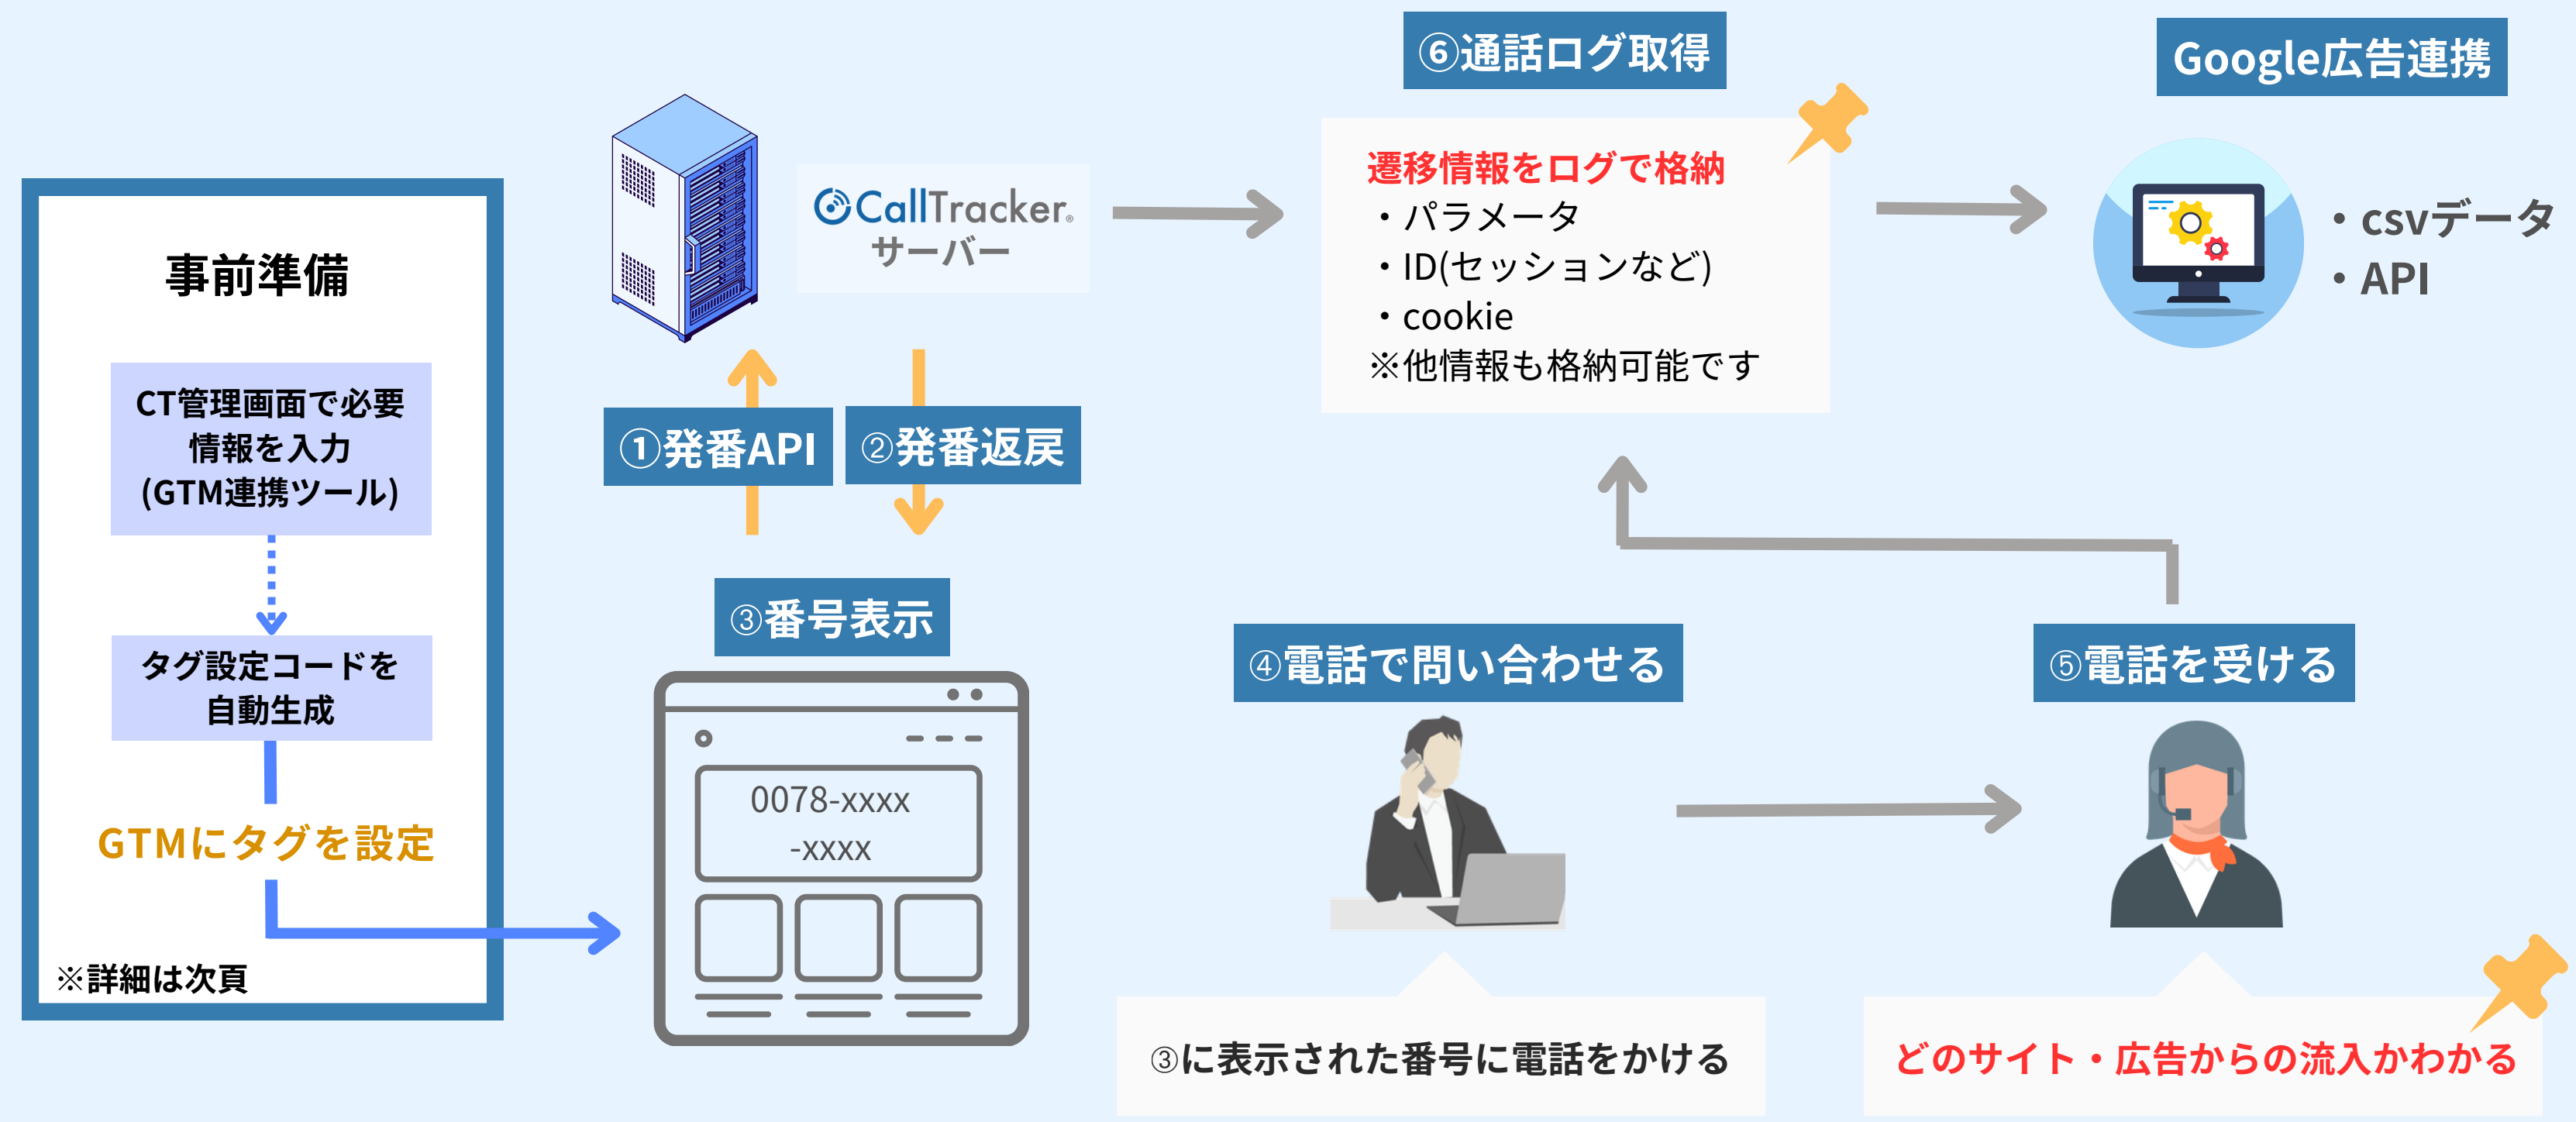 事前準備
CT管理画面で必要
情報を入力
(GTM連携ツール)
タグ設定コードを
自動生成
GTMにタグを設定
※詳細は次頁
CallTracker®
サーバー
①発番API
②発番返戻
③番号表示
0078-xxxx
-xxxx
④電話で問い合わせる
③に表示された番号に電話をかける
⑤電話を受ける
どのサイト・広告からの流入かわかる
⑥通話ログ取得
遷移情報をログで格納
・パラメータ
・ID(セッションなど)
・cookie
※他情報も格納可能です
Google広告連携
・csvデータ
・API